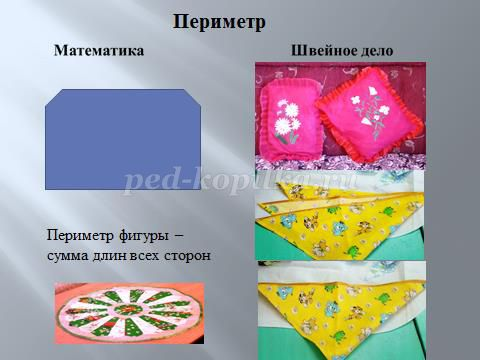 Периметр
Математика
Швейное дело
ped-kopilka.ru
Периметр фигуры –
сумма длин всех сторон